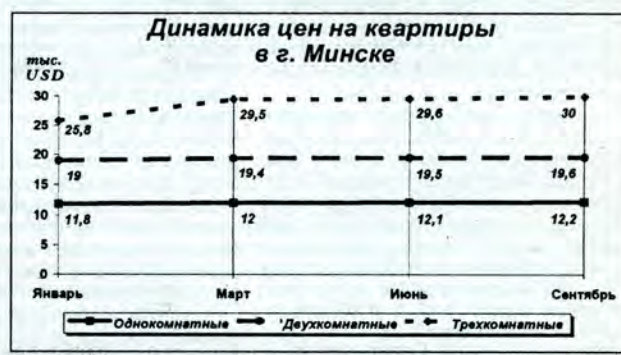 Динамика цен на квартиры
в г. Минске
тыс.
USD
30
25
20
15
10
5
0
25,8
29,5
29,6
30
19
19,4
19,5
19,6
11,8
12
12,1
12,2
Январь
Март
Июнь
Сентябрь
Однокомнатные
Двухкомнатные
Трехкомнатные